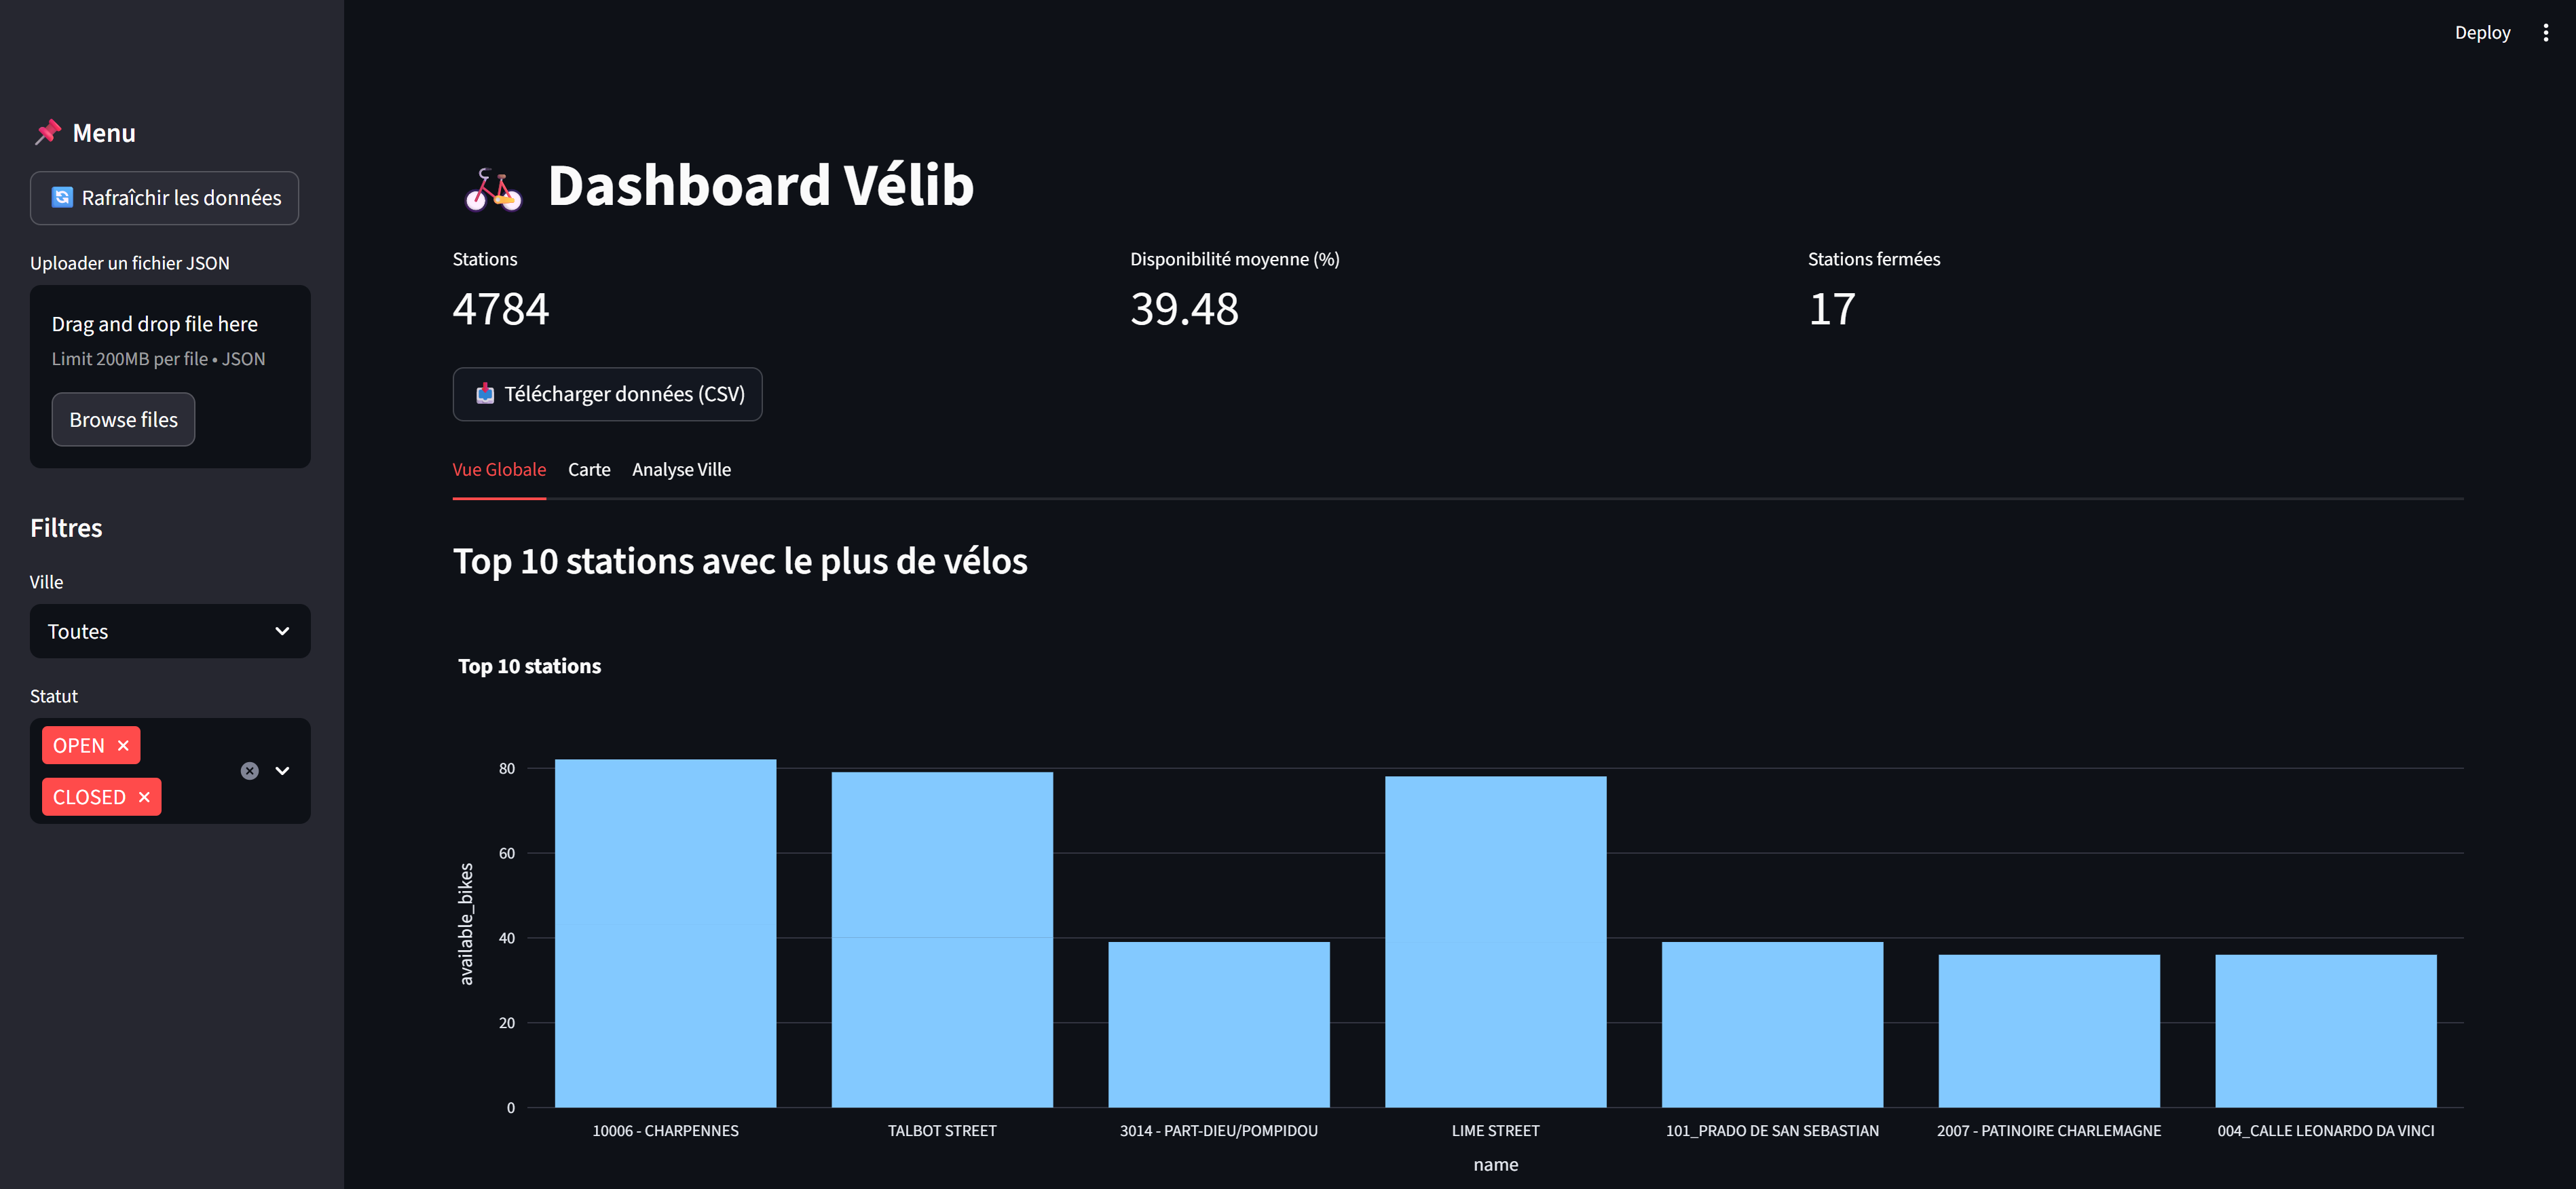 Deploy
📌 Menu
🔄 Rafraîchir les données
Uploader un fichier JSON
Drag and drop file here
Limit 200MB per file • JSON
Browse files
Filtres
Ville
Toutes
Statut
OPEN ×
CLOSED ×
🚲 Dashboard Vélib
Stations
4784
Disponibilité moyenne (%)
39.48
Stations fermées
17
📥 Télécharger données (CSV)
Vue Globale Carte Analyse Ville
Top 10 stations avec le plus de vélos
Top 10 stations
available_bikes
80
60
40
20
0
10006 - CHARPENNES TALBOT STREET 3014 - PART-DIEU/POMPIDOU LIME STREET 101_PRADO DE SAN SEBASTIAN 2007 - PATINOIRE CHARLEMAGNE 004_CALLE LEONARDO DA VINCI
name